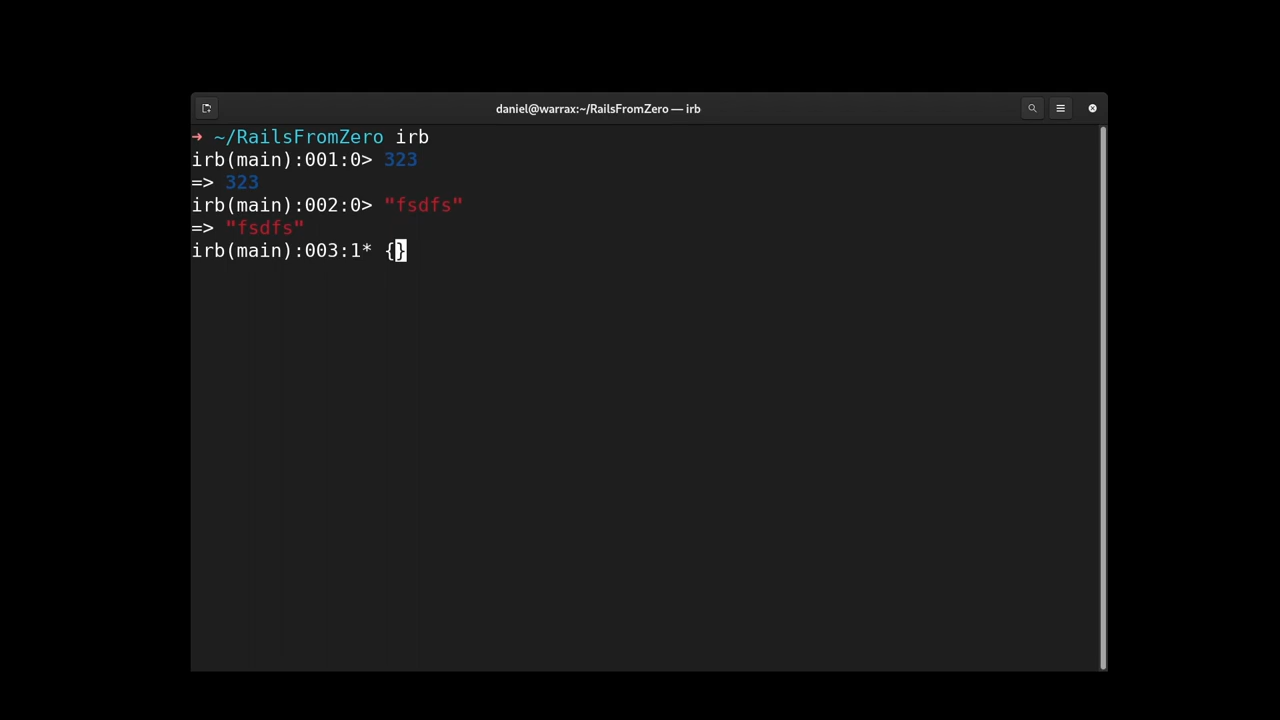 daniel@warrax:~/RailsFromZero — irb
➜ ~/RailsFromZero irb
irb(main):001:0> 323
=> 323
irb(main):002:0> "fsdfs"
=> "fsdfs"
irb(main):003:1* {}